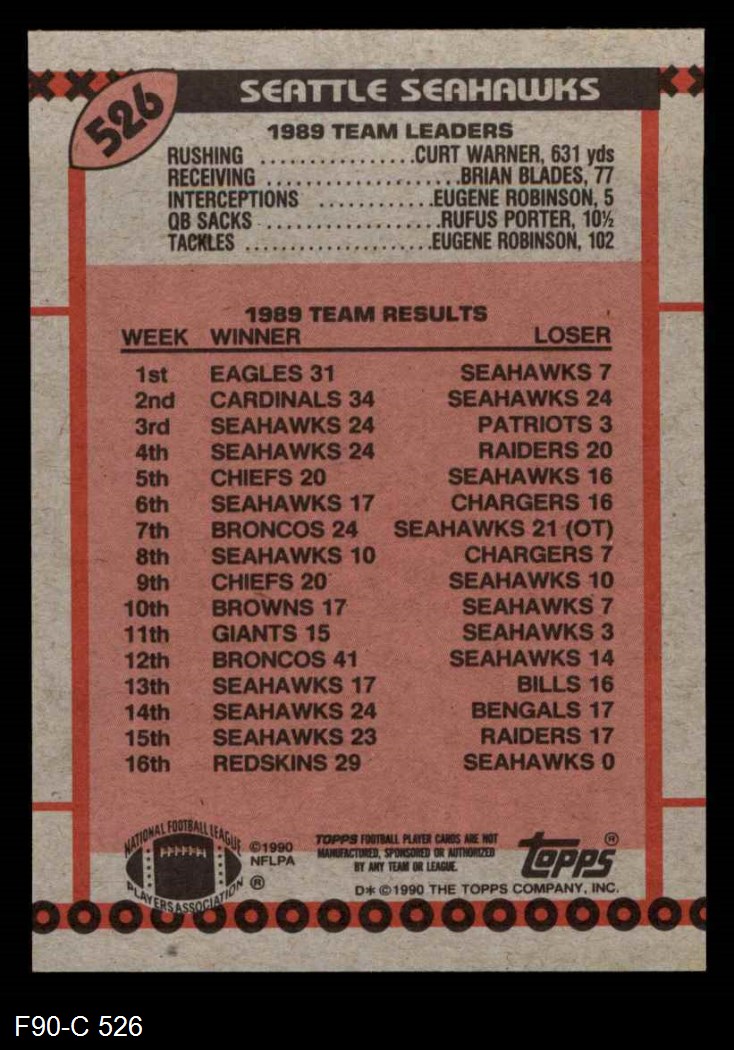 526
SEATTLE SEAHAWKS
1989 TEAM LEADERS
RUSHING ................CURT WARNER, 631 yds
RECEIVING ....................BRIAN BLADES, 77
INTERCEPTIONS ............EUGENE ROBINSON, 5
QB SACKS ..................RUFUS PORTER, 10½
TACKLES ....................EUGENE ROBINSON, 102
1989 TEAM RESULTS
WEEK WINNER LOSER
1st EAGLES 31 SEAHAWKS 7
2nd CARDINALS 34 SEAHAWKS 24
3rd SEAHAWKS 24 PATRIOTS 3
4th SEAHAWKS 24 RAIDERS 20
5th CHIEFS 20 SEAHAWKS 16
6th SEAHAWKS 17 CHARGERS 16
7th BRONCOS 24 SEAHAWKS 21 (OT)
8th SEAHAWKS 10 CHARGERS 7
9th CHIEFS 20 SEAHAWKS 10
10th BROWNS 17 SEAHAWKS 7
11th GIANTS 15 SEAHAWKS 3
12th BRONCOS 41 SEAHAWKS 14
13th SEAHAWKS 17 BILLS 16
14th SEAHAWKS 24 BENGALS 17
15th SEAHAWKS 23 RAIDERS 17
16th REDSKINS 29 SEAHAWKS 0
NATIONAL FOOTBALL LEAGUE
PLAYERS ASSOCIATION
®
©1990
NFLPA
TOPPS FOOTBALL PLAYER CARDS ARE NOT
MANUFACTURED, SPONSORED OR AUTHORIZED
BY ANY TEAM OR LEAGUE.
topps®
D* © 1990 THE TOPPS COMPANY, INC.
F90-C 526